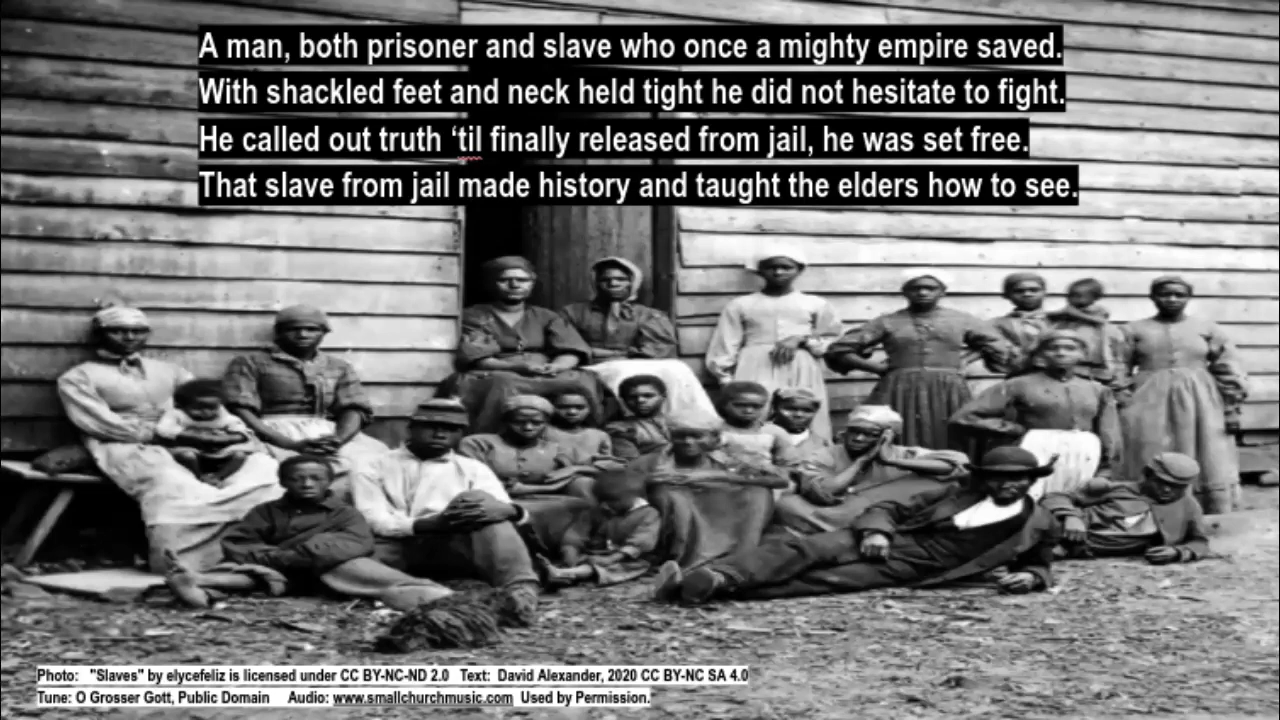 A man, both prisoner and slave who once a mighty empire saved.
With shackled feet and neck held tight he did not hesitate to fight.
He called out truth ‘til finally released from jail, he was set free.
That slave from jail made history and taught the elders how to see.
Photo:   "Slaves" by elycefeliz is licensed under CC BY-NC-ND 2.0   Text:  David Alexander, 2020 CC BY-NC SA 4.0
Tune: O Grosser Gott, Public Domain     Audio: www.smallchurchmusic.com  Used by Permission.